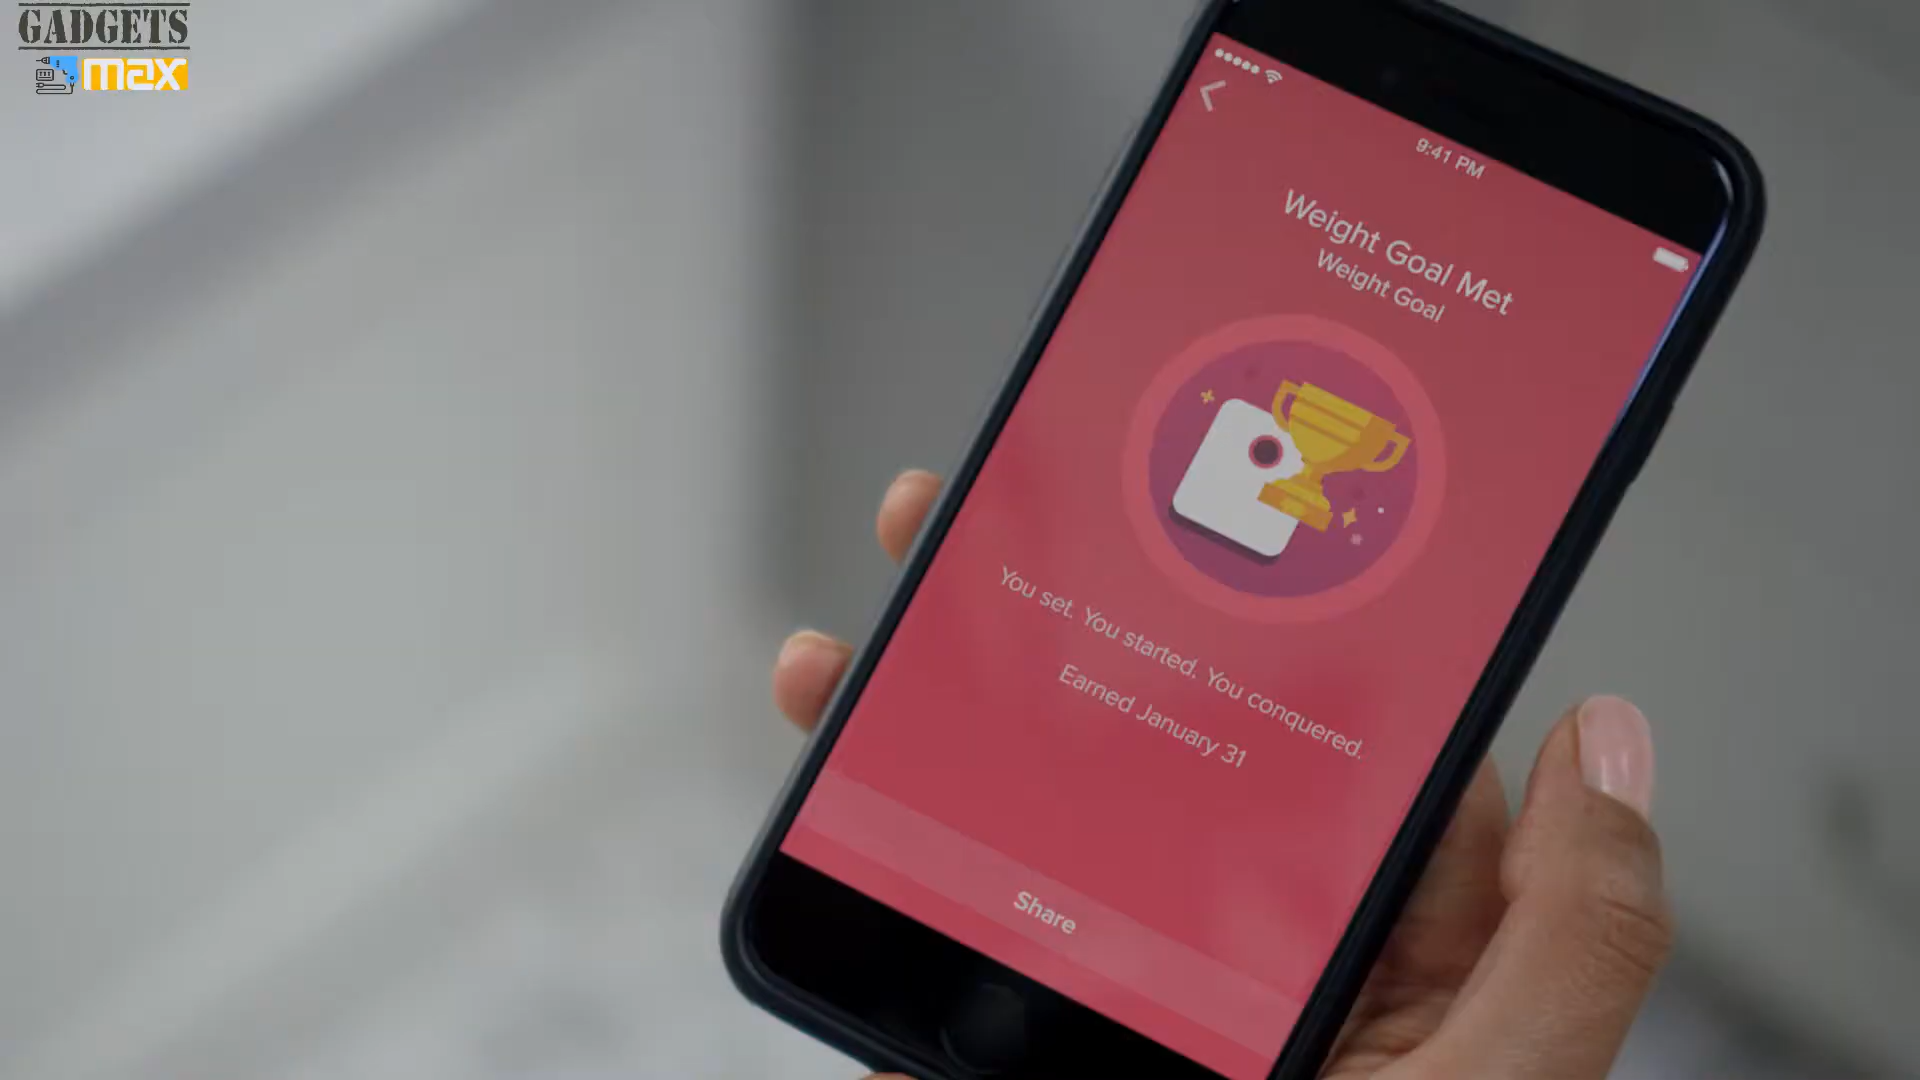 GADGETS
max
9:41 PM
Weight Goal Met
Weight Goal
You set. You started. You conquered.
Earned January 31
Share